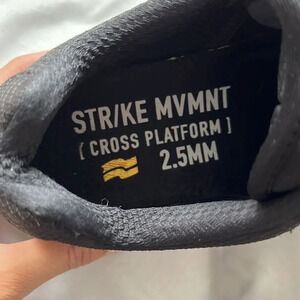 STR/KE MVMNT
[ CROSS PLATFORM ]
2.5MM